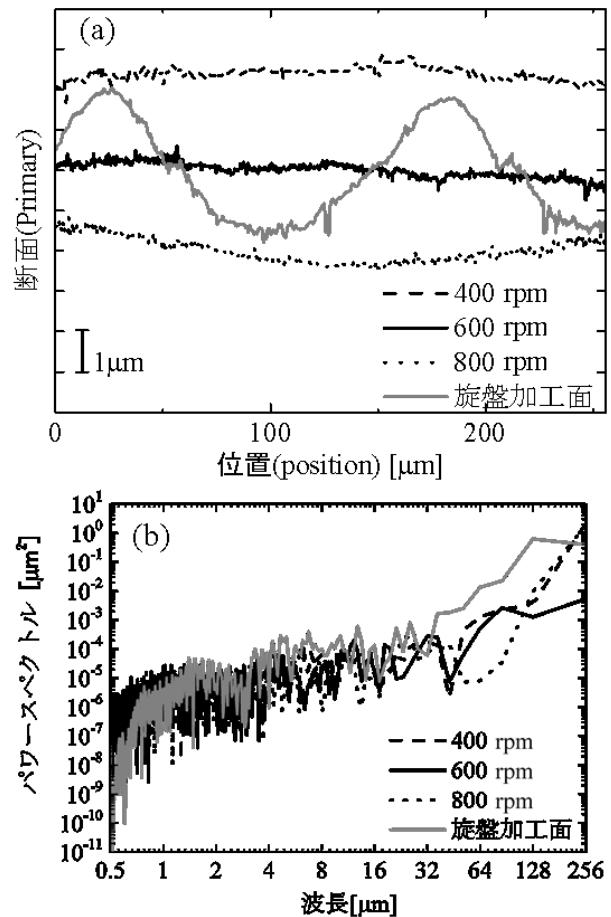 (a)
断面(Primary)
1μm
400 rpm
600 rpm
800 rpm
旋盤加工面
0 100 200
位置(position) [μm]
(b)
パワースペクトル [μm²]
10¹
10⁰
10⁻¹
10⁻²
10⁻³
10⁻⁴
10⁻⁵
10⁻⁶
10⁻⁷
10⁻⁸
10⁻⁹
10⁻¹⁰
10⁻¹¹
400 rpm
600 rpm
800 rpm
旋盤加工面
0.5 1 2 4 8 16 32 64 128 256
波長[μm]